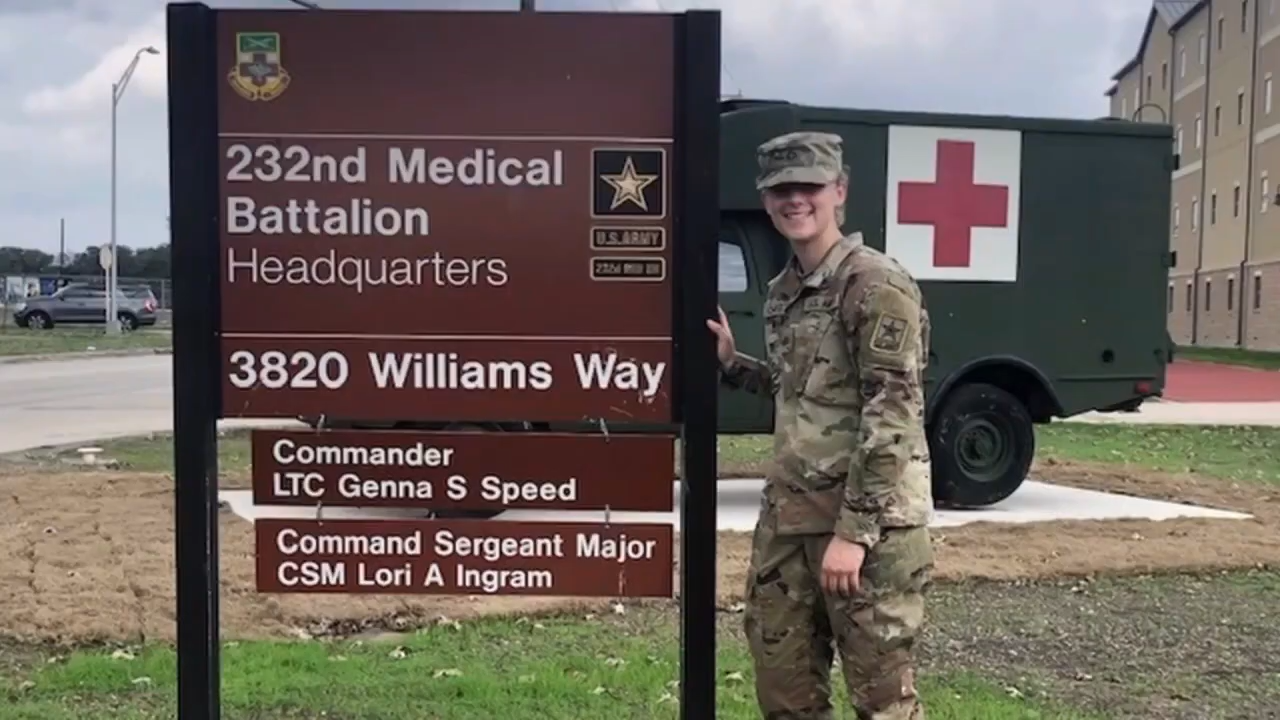 232nd Medical
Battalion
Headquarters
U.S. ARMY
3820 Williams Way
Commander
LTC Genna S Speed
Command Sergeant Major
CSM Lori A Ingram